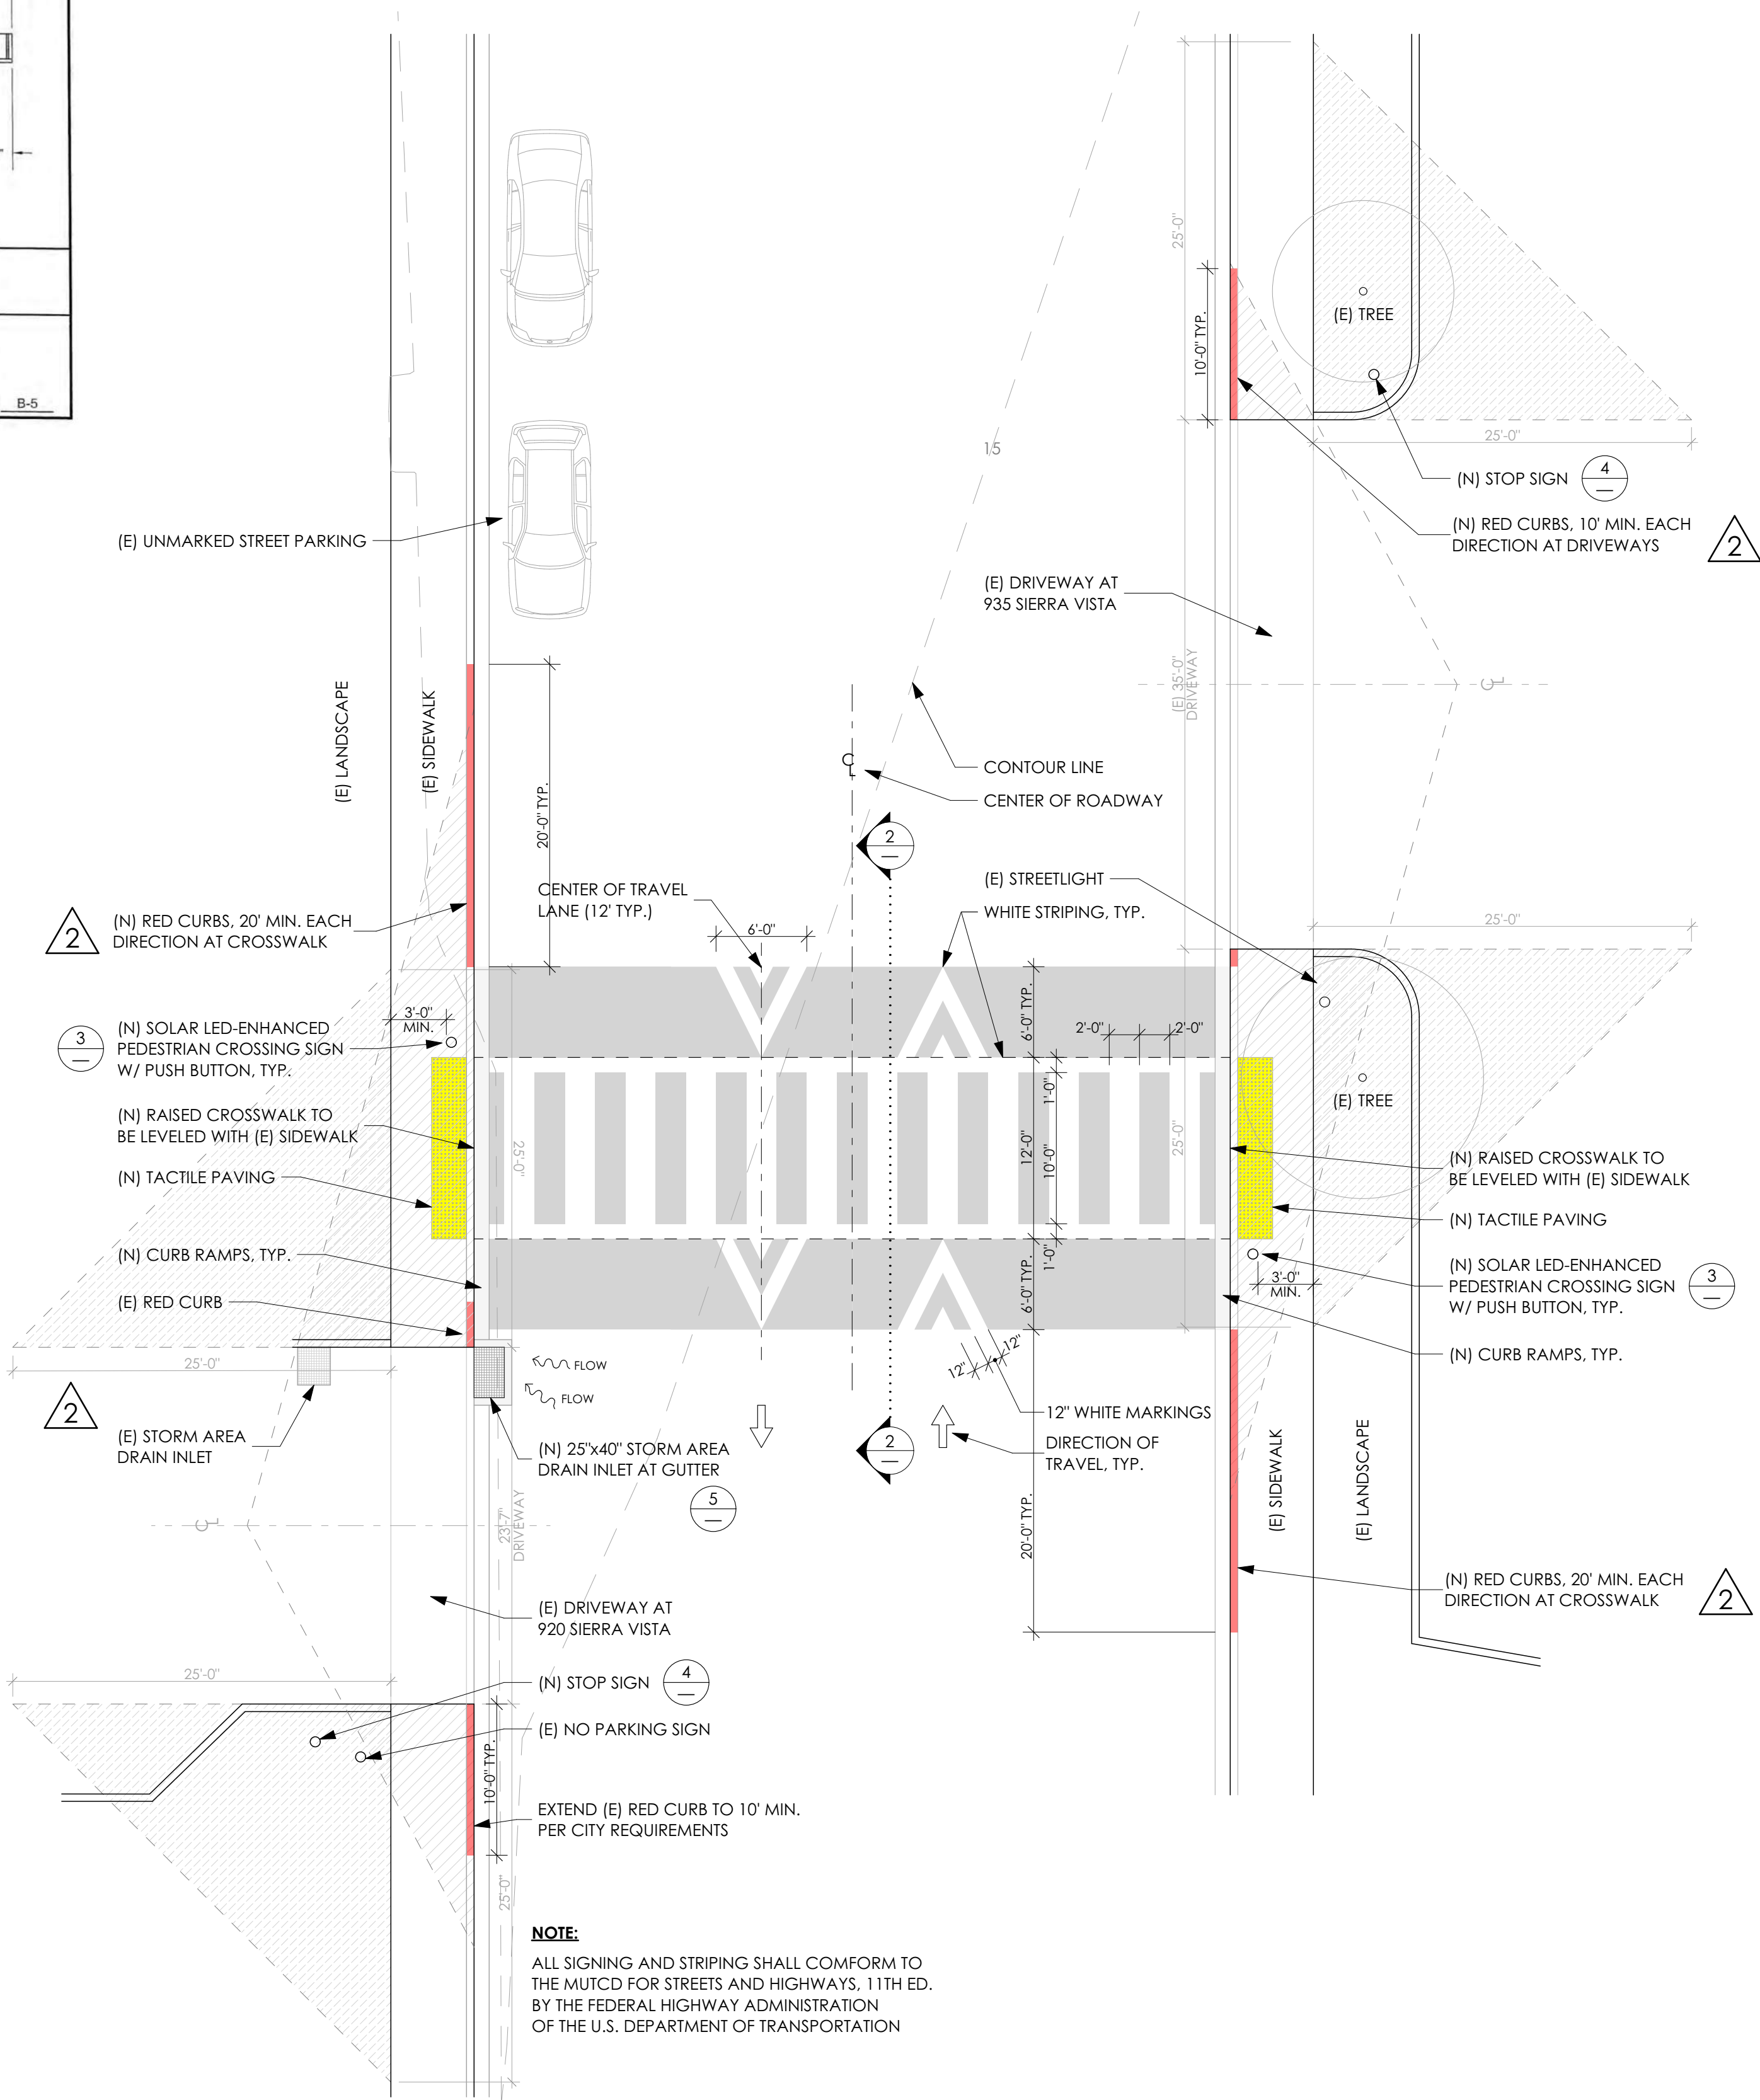 B-5
25'-0"
10'-0" TYP.
(E) TREE
15
25'-0"
(N) STOP SIGN
4
(N) RED CURBS, 10' MIN. EACH
DIRECTION AT DRIVEWAYS
2
(E) UNMARKED STREET PARKING
(E) DRIVEWAY AT
935 SIERRA VISTA
(E) 35'-0"
DRIVEWAY
CL
(E) LANDSCAPE
(E) SIDEWALK
20'-0" TYP.
CL
CONTOUR LINE
CENTER OF ROADWAY
2
CENTER OF TRAVEL
LANE (12' TYP.)
(E) STREETLIGHT
WHITE STRIPING, TYP.
25'-0"
2
(N) RED CURBS, 20' MIN. EACH
DIRECTION AT CROSSWALK
6'-0"
3'-0"
MIN.
6'-0" TYP.
2'-0"
2'-0"
3
(N) SOLAR LED-ENHANCED
PEDESTRIAN CROSSING SIGN
W/ PUSH BUTTON, TYP.
1'-0"
(E) TREE
(N) RAISED CROSSWALK TO
BE LEVELED WITH (E) SIDEWALK
25'-0"
12'-0"
10'-0"
25'-0"
(N) RAISED CROSSWALK TO
BE LEVELED WITH (E) SIDEWALK
(N) TACTILE PAVING
(N) TACTILE PAVING
(N) CURB RAMPS, TYP.
1'-0"
6'-0" TYP.
3'-0"
MIN.
(N) SOLAR LED-ENHANCED
PEDESTRIAN CROSSING SIGN
W/ PUSH BUTTON, TYP.
3
(E) RED CURB
(N) CURB RAMPS, TYP.
25'-0"
FLOW
FLOW
12"
12"
2
(E) STORM AREA
DRAIN INLET
12" WHITE MARKINGS
DIRECTION OF
TRAVEL, TYP.
2
(N) 25"x40" STORM AREA
DRAIN INLET AT GUTTER
5
(E) SIDEWALK
(E) LANDSCAPE
CL
23'-7"
DRIVEWAY
20'-0" TYP.
(N) RED CURBS, 20' MIN. EACH
DIRECTION AT CROSSWALK
2
(E) DRIVEWAY AT
920 SIERRA VISTA
25'-0"
(N) STOP SIGN
4
(E) NO PARKING SIGN
10'-0" TYP.
EXTEND (E) RED CURB TO 10' MIN.
PER CITY REQUIREMENTS
25'-0"
NOTE:
ALL SIGNING AND STRIPING SHALL COMFORM TO
THE MUTCD FOR STREETS AND HIGHWAYS, 11TH ED.
BY THE FEDERAL HIGHWAY ADMINISTRATION
OF THE U.S. DEPARTMENT OF TRANSPORTATION